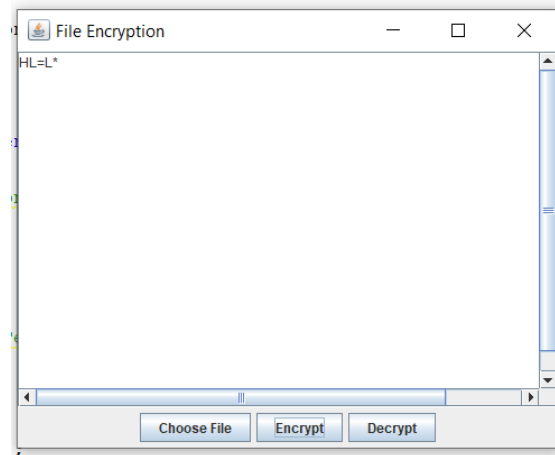 File Encryption
HL=L*
Choose File
Encrypt
Decrypt